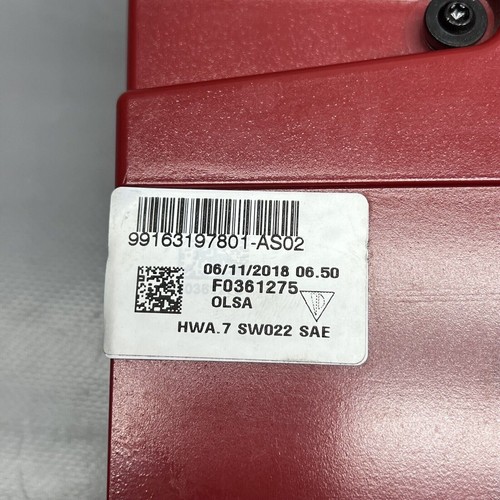 99163197801-AS02
06/11/2018 06.50
F0361275
OLSA
HWA.7 SW022 SAE